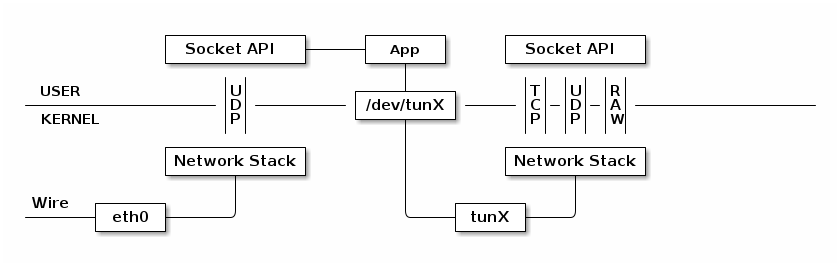 Socket API
App
Socket API
USER
KERNEL
UDP
/dev/tunX
TCP
UDP
RAW
Network Stack
Network Stack
Wire
eth0
tunX